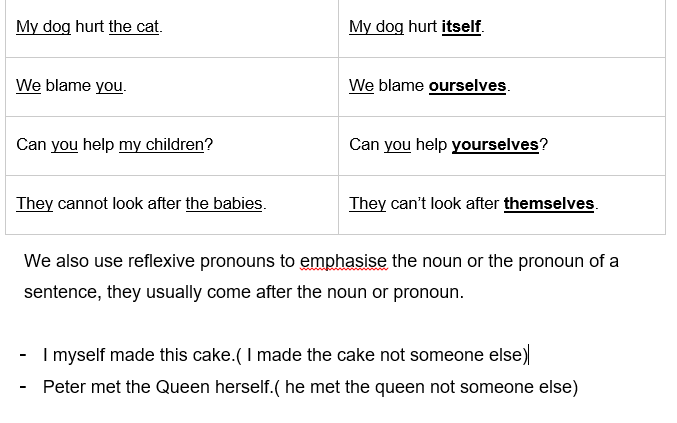 My dog hurt the cat. My dog hurt itself.
We blame you. We blame ourselves.
Can you help my children? Can you help yourselves?
They cannot look after the babies. They can't look after themselves.
We also use reflexive pronouns to emphasise the noun or the pronoun of a
sentence, they usually come after the noun or pronoun.
- I myself made this cake.( I made the cake not someone else)
- Peter met the Queen herself.( he met the queen not someone else)